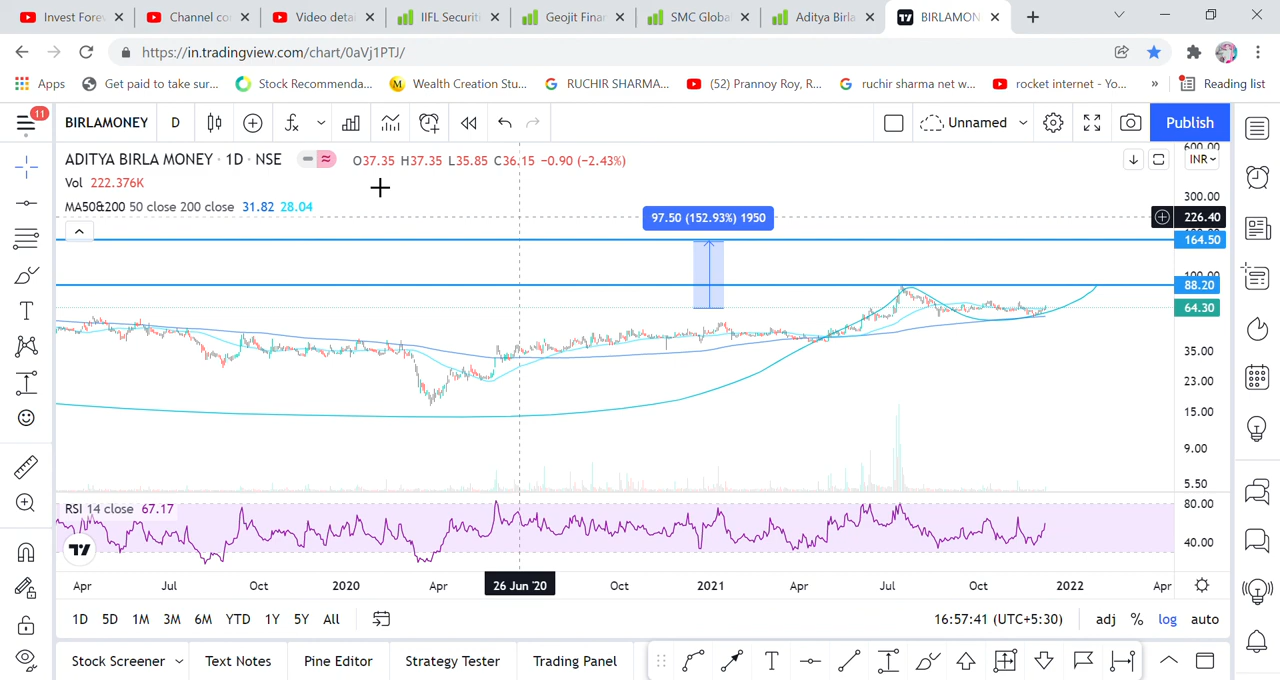 Invest Fores
Channel co
Video detai
IIFL Securiti
Geojit Finan
SMC Global
Aditya Birla
BIRLAMON
https://in.tradingview.com/chart/0aVj1PTJ/
Apps
Get paid to take sur...
Stock Recommenda...
Wealth Creation Stu...
RUCHIR SHARMA...
(52) Prannoy Roy, R...
ruchir sharma net w...
rocket internet - Yo...
»
Reading list
11
BIRLAMONEY
D
Unnamed
Publish
ADITYA BIRLA MONEY · 1D · NSE
O37.35 H37.35 L35.85 C36.15 −0.90 (−2.43%)
INR
Vol 222.376K
MA50&200 50 close 200 close 31.82 28.04
97.50 (152.93%) 1950
600.00
300.00
226.40
164.50
100.00
88.20
64.30
35.00
23.00
15.00
9.00
5.50
RSI 14 close 67.17
80.00
40.00
Apr
Jul
Oct
2020
Apr
26 Jun '20
Oct
2021
Apr
Jul
Oct
2022
Apr
1D 5D 1M 3M 6M YTD 1Y 5Y All
16:57:41 (UTC+5:30)
adj % log auto
Stock Screener
Text Notes
Pine Editor
Strategy Tester
Trading Panel